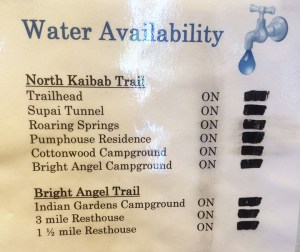 Water Availability
North Kaibab Trail
Trailhead ON
Supai Tunnel ON
Roaring Springs ON
Pumphouse Residence ON
Cottonwood Campground ON
Bright Angel Campground ON
Bright Angel Trail
Indian Gardens Campground ON
3 mile Resthouse ON
1 ½ mile Resthouse ON